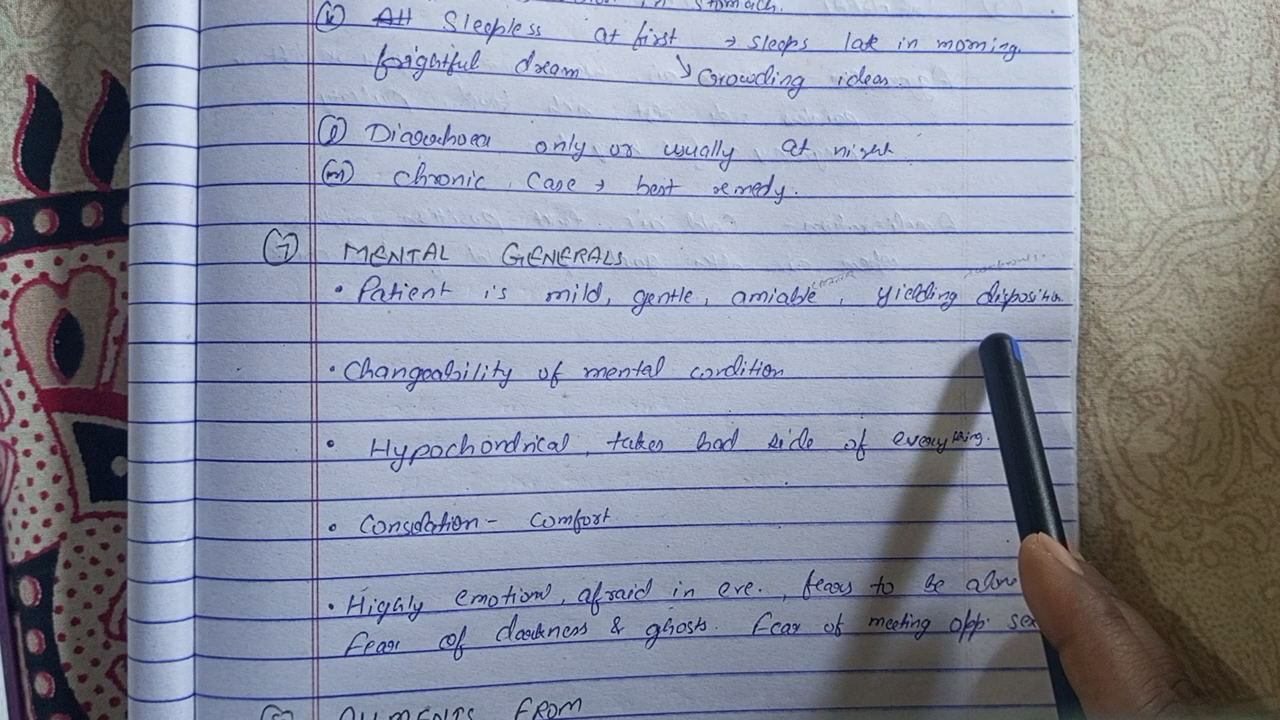 Stomach.
(k) Sleepless at first → sleeps late in morning.
frightful dream ↘ Crowding ideas.
(l) Diarrhoea only or usually at night
(m) Chronic Case → best remedy.
(7) MENTAL GENERALS
• Patient is mild, gentle, amiable, yielding disposition
• Changeability of mental condition
• Hypochondrical, takes bad side of everything.
• Consolation - Comfort
• Highly emotional, afraid in eve., fears to be alone
fear of darkness & ghosts. Fear of meeting opp. sex
AILMENTS FROM